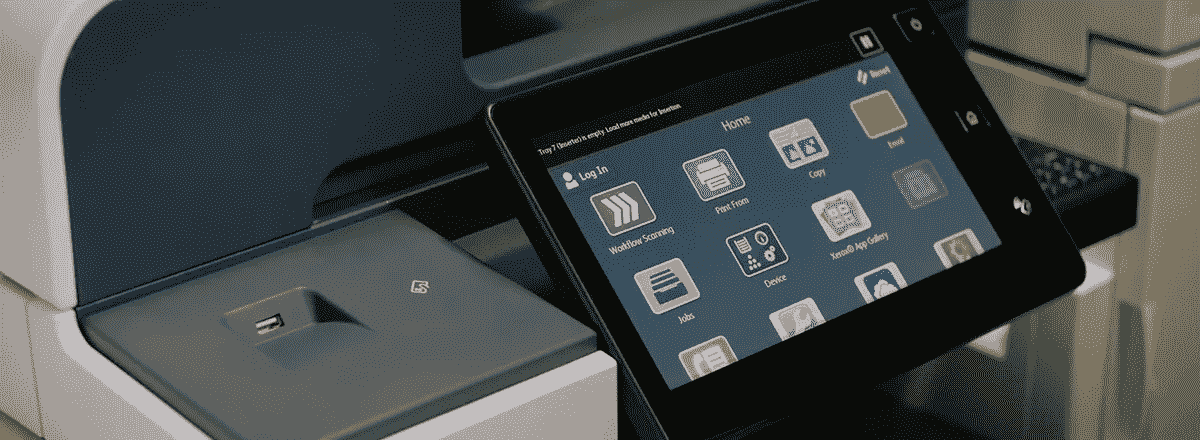 Tray 7 (Inserter) is empty. Load more media for Insertion.
Reset
Home
Log In
Workflow Scanning
Print From
Copy
Email
Jobs
Device
Xerox® App Gallery